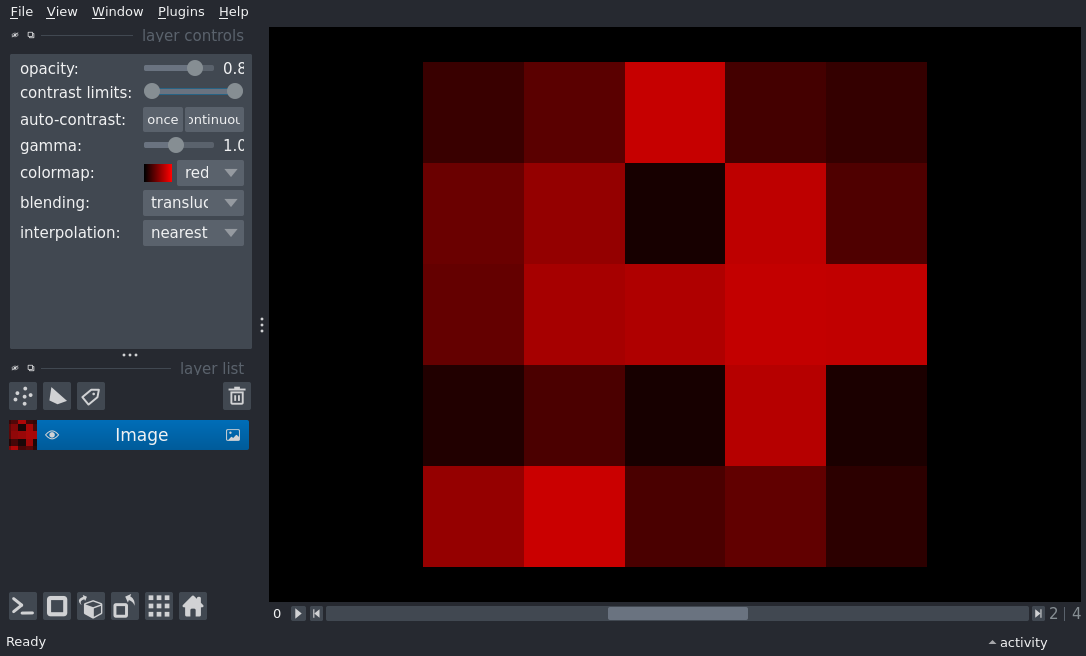 File View Window Plugins Help
layer controls
opacity: 0.8
contrast limits:
auto-contrast: once ontinuou
gamma: 1.0
colormap: red
blending: transluc
interpolation: nearest
layer list
Image
0 2 | 4
Ready activity